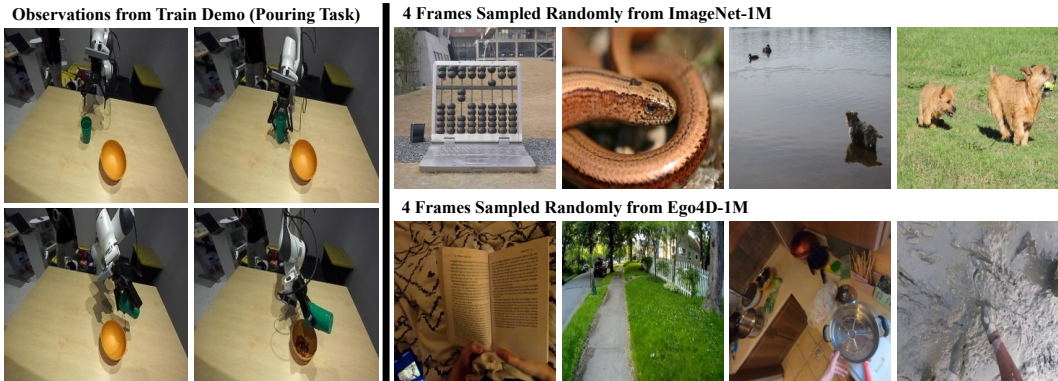 Observations from Train Demo (Pouring Task)
4 Frames Sampled Randomly from ImageNet-1M
4 Frames Sampled Randomly from Ego4D-1M